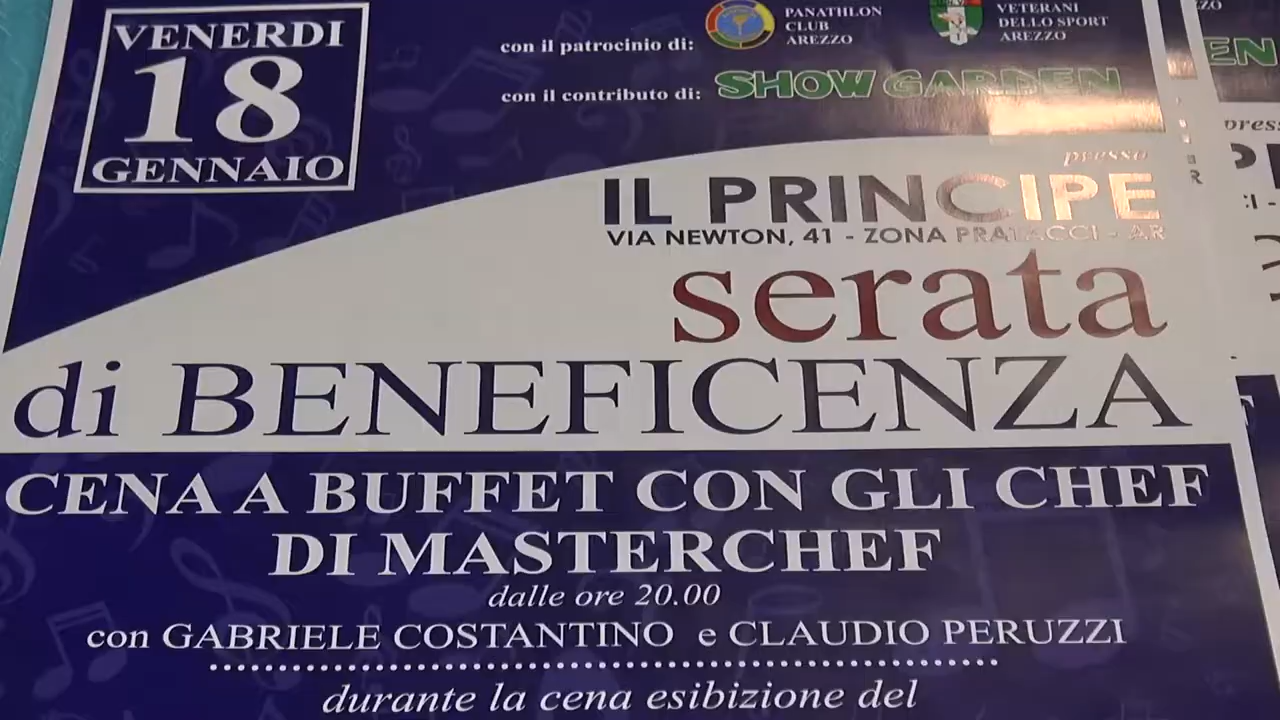 VENERDI
18
GENNAIO
con il patrocinio di:
PANATHLON
CLUB
AREZZO
VETERANI
DELLO SPORT
AREZZO
con il contributo di:
SHOW GARDEN
presso
IL PRINCIPE
VIA NEWTON, 41 - ZONA PRATACCI - AR
serata
di BENEFICENZA
CENA A BUFFET CON GLI CHEF
DI MASTERCHEF
dalle ore 20.00
con GABRIELE COSTANTINO e CLAUDIO PERUZZI
durante la cena esibizione del